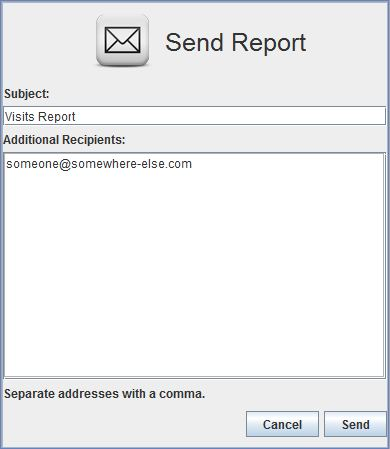 Send Report
Subject:
Visits Report
Additional Recipients:
someone@somewhere-else.com
Separate addresses with a comma.
Cancel Send